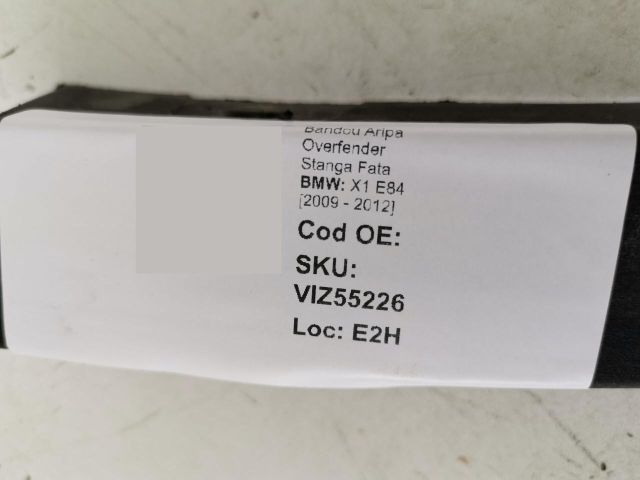 Bandou Aripa
Overfender
Stanga Fata
BMW: X1 E84
[2009 - 2012]
Cod OE:
SKU:
VIZ55226
Loc: E2H